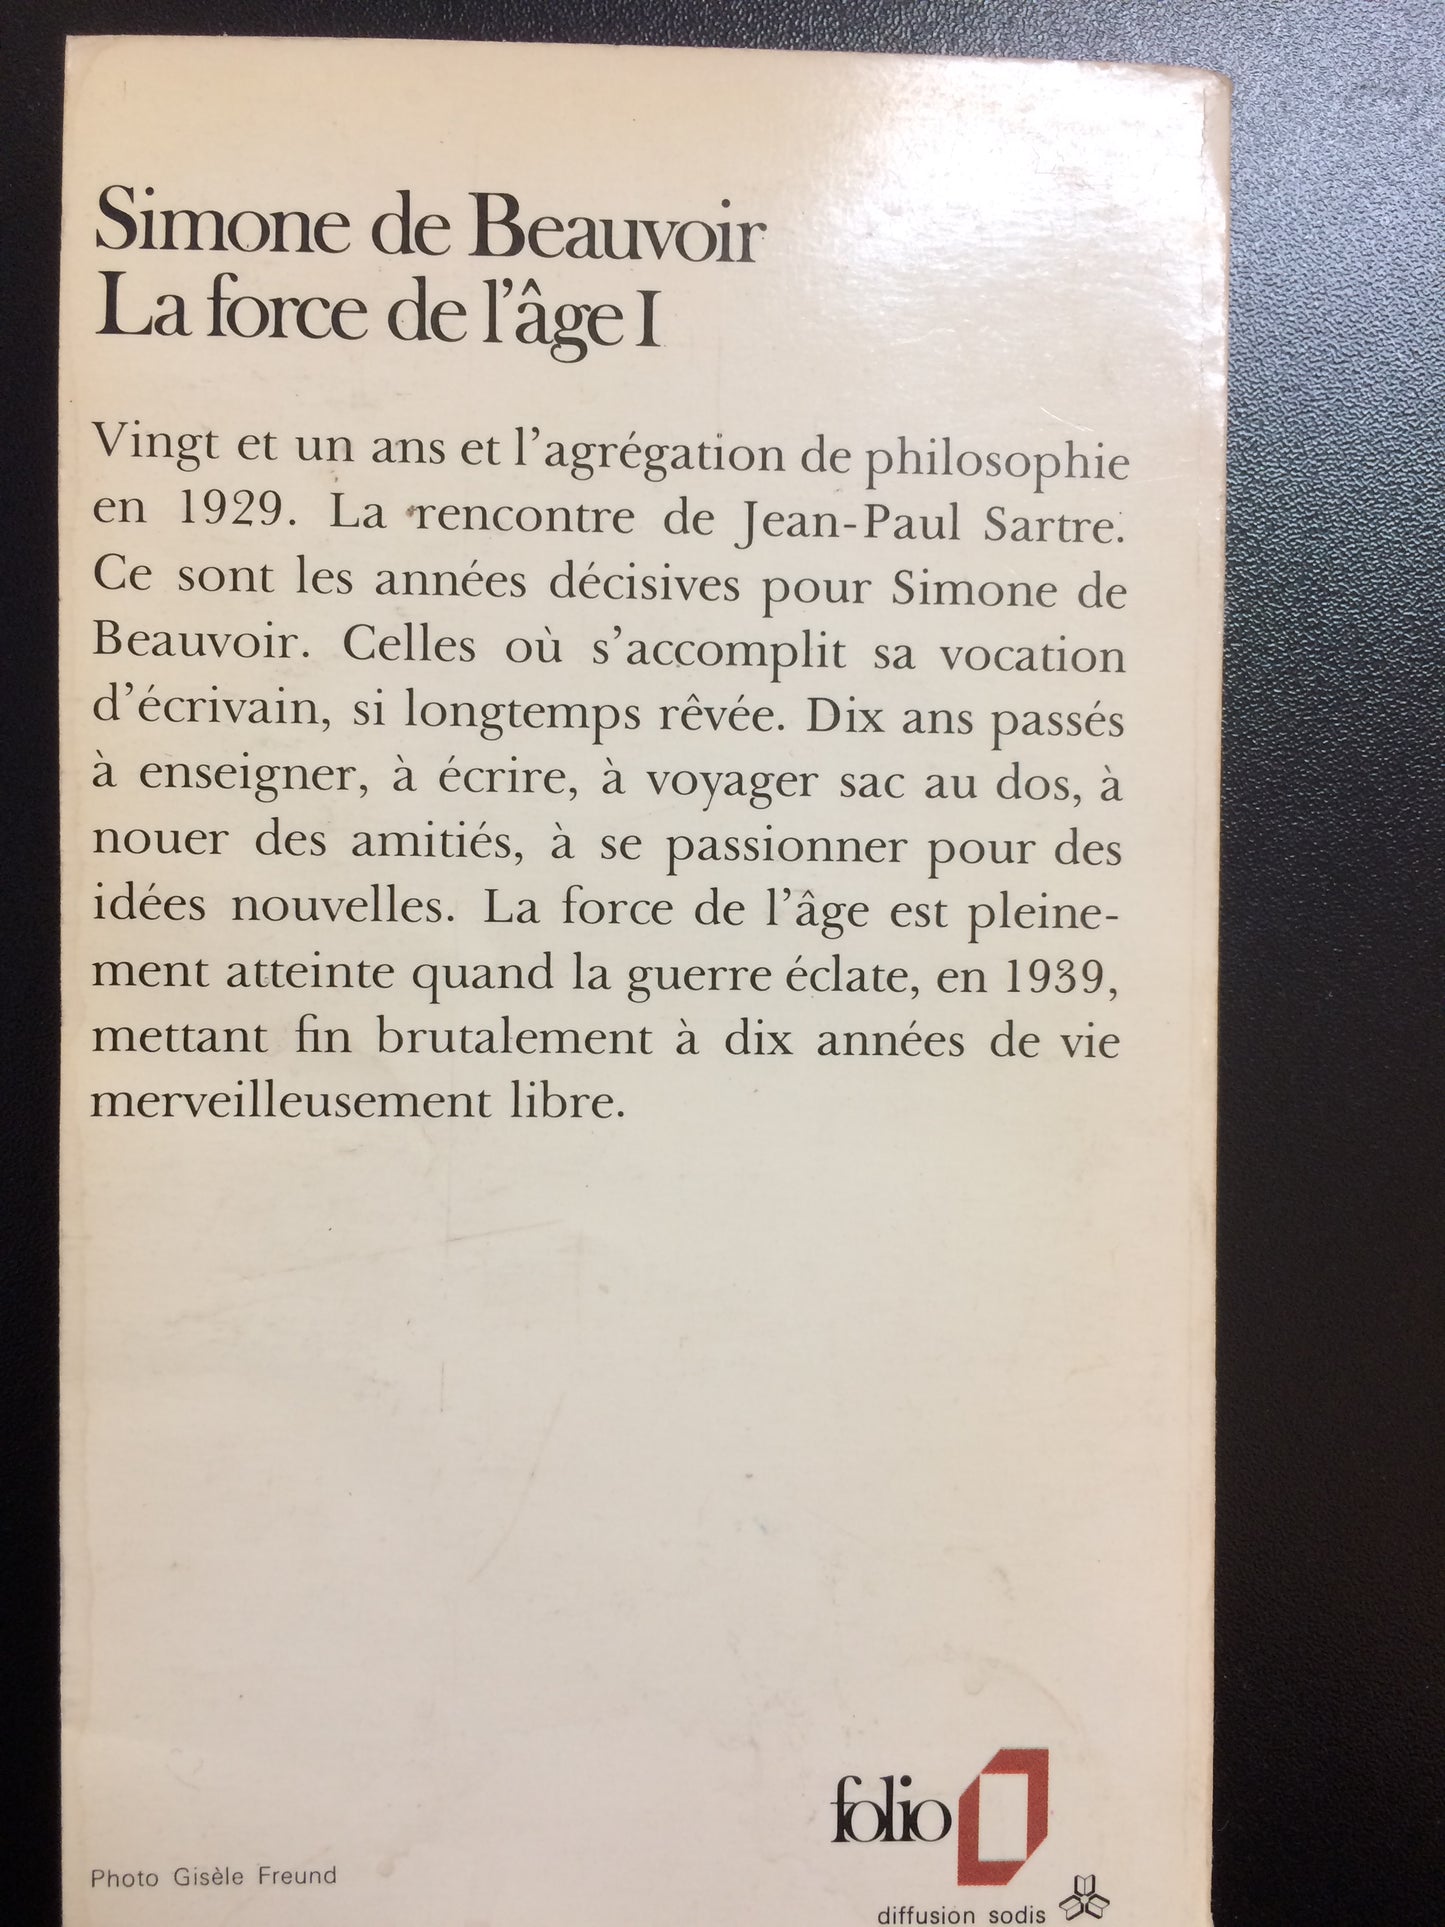 Simone de Beauvoir
La force de l'âge I
Vingt et un ans et l'agrégation de philosophie
en 1929. La rencontre de Jean-Paul Sartre.
Ce sont les années décisives pour Simone de
Beauvoir. Celles où s'accomplit sa vocation
d'écrivain, si longtemps rêvée. Dix ans passés
à enseigner, à écrire, à voyager sac au dos, à
nouer des amitiés, à se passionner pour des
idées nouvelles. La force de l'âge est pleine-
ment atteinte quand la guerre éclate, en 1939,
mettant fin brutalement à dix années de vie
merveilleusement libre.
folio
Photo Gisèle Freund
diffusion sodis